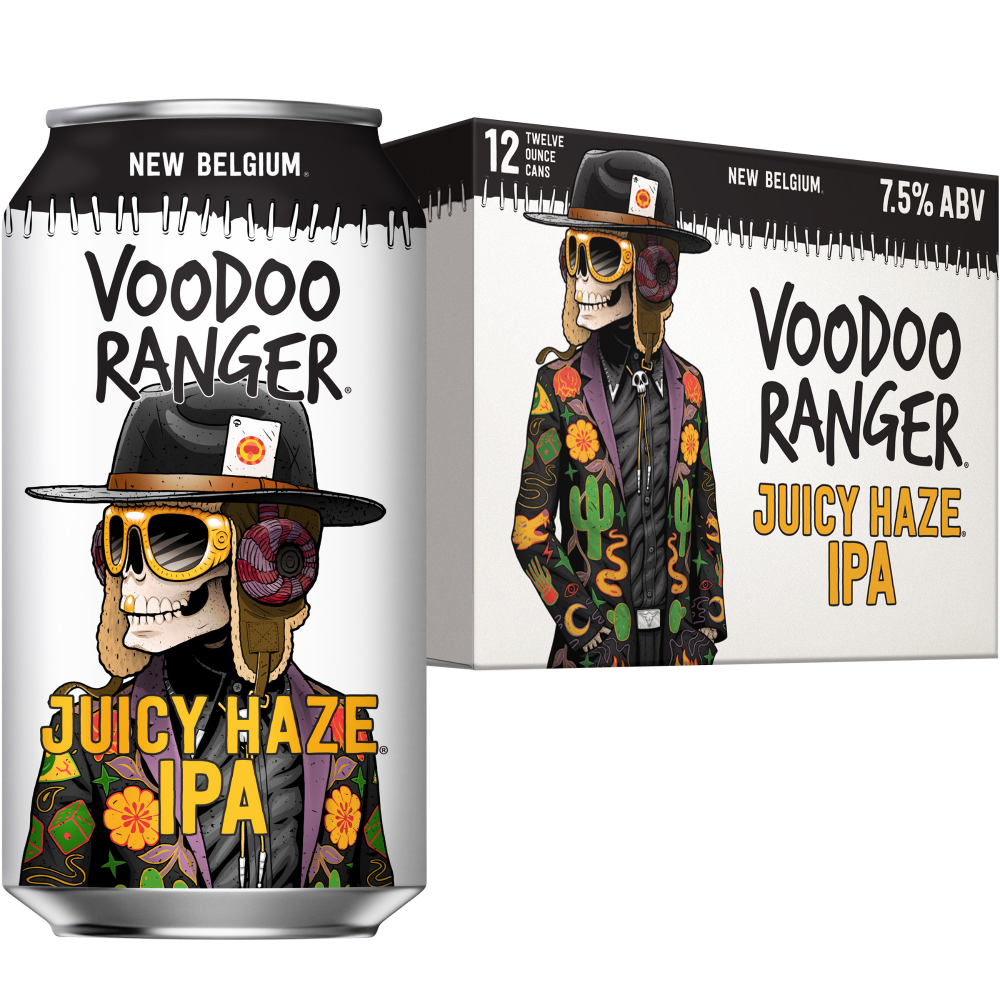 NEW BELGIUM®
VOODOO
RANGER®
JUICY HAZE®
IPA
12 TWELVE
OUNCE
CANS
NEW BELGIUM®
7.5% ABV
VOODOO
RANGER®
JUICY HAZE®
IPA